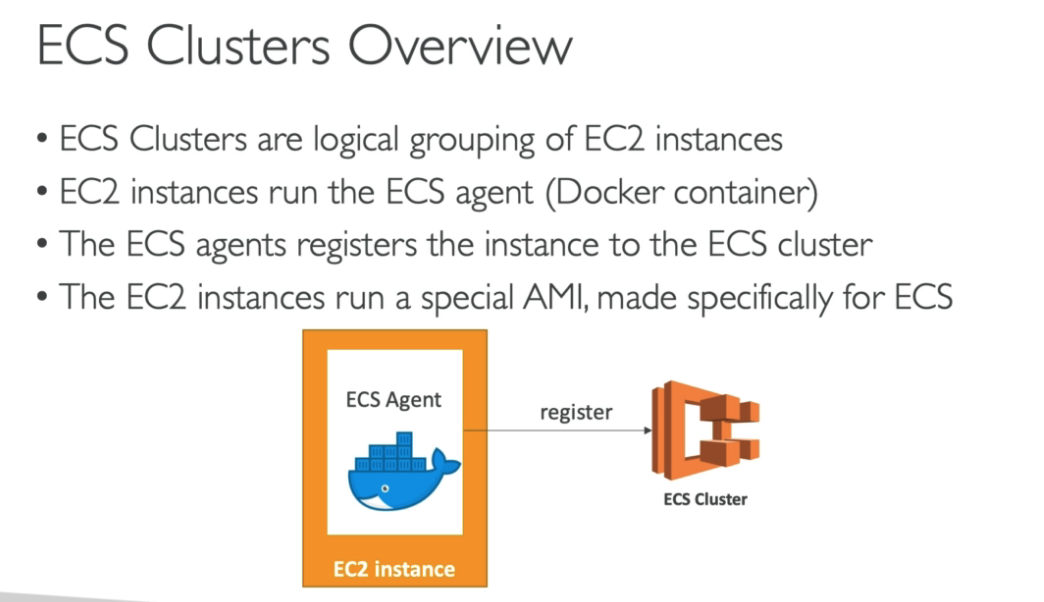 ECS Clusters Overview
• ECS Clusters are logical grouping of EC2 instances
• EC2 instances run the ECS agent (Docker container)
• The ECS agents registers the instance to the ECS cluster
• The EC2 instances run a special AMI, made specifically for ECS
ECS Agent
register
ECS Cluster
EC2 instance